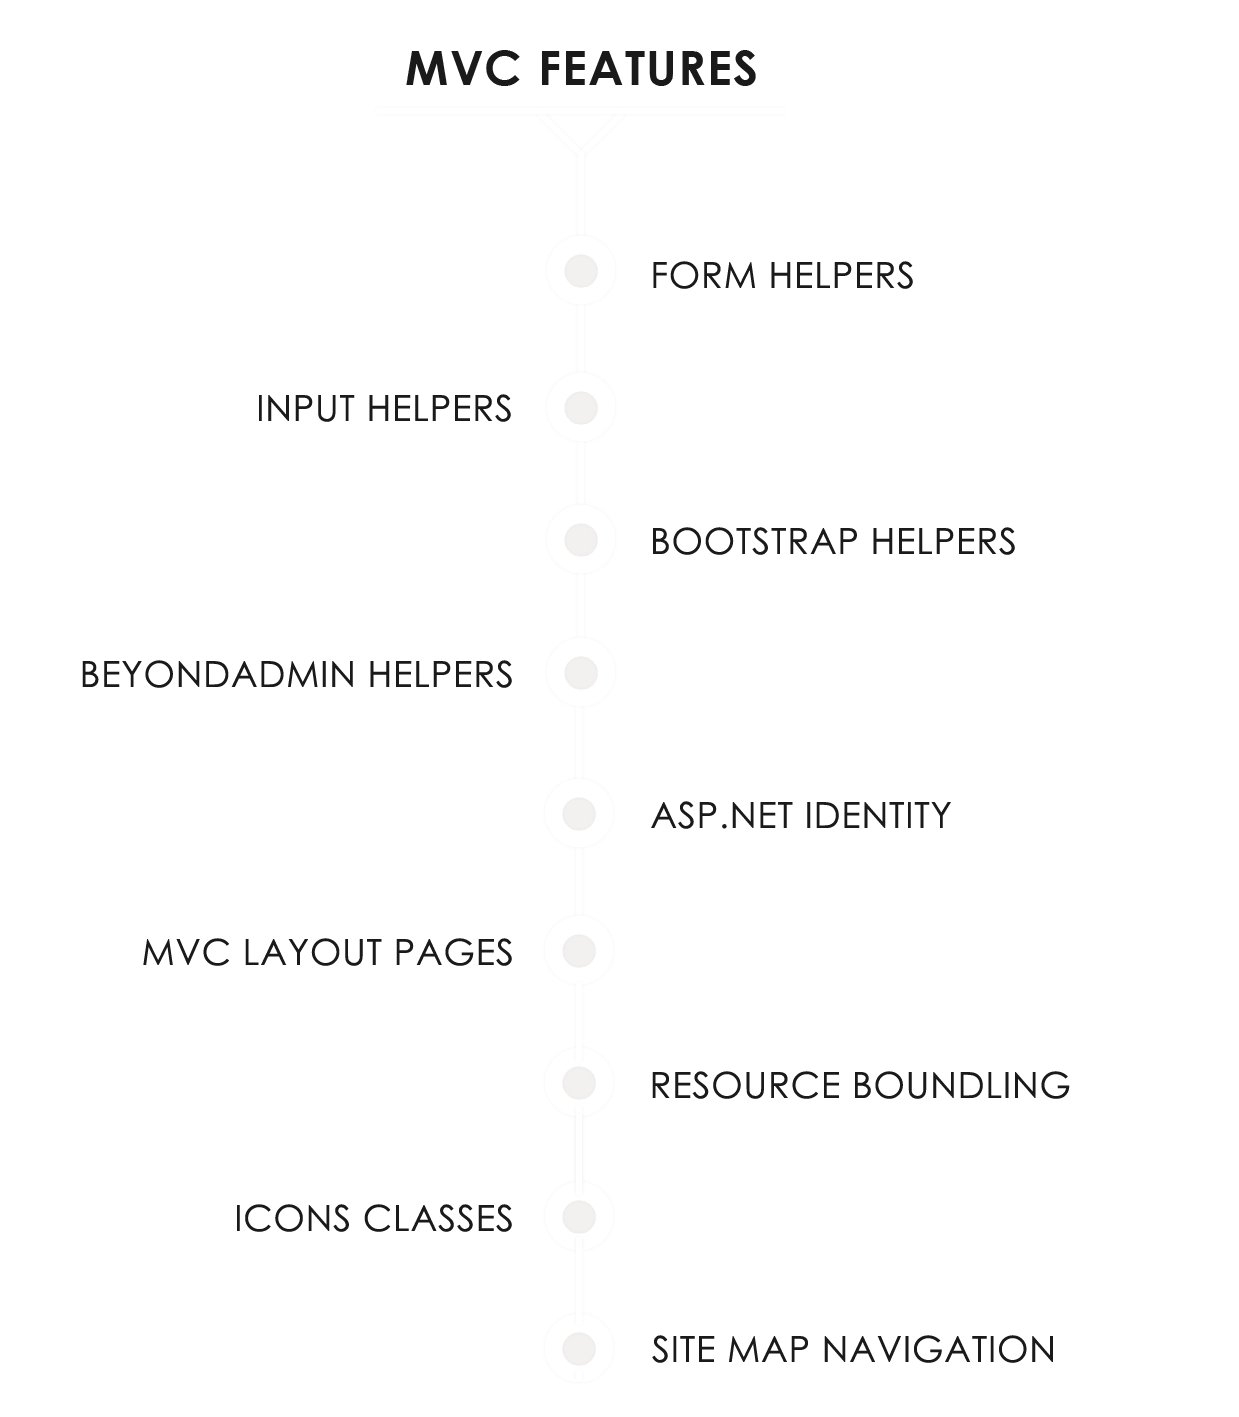 MVC FEATURES
FORM HELPERS
INPUT HELPERS
BOOTSTRAP HELPERS
BEYONDADMIN HELPERS
ASP.NET IDENTITY
MVC LAYOUT PAGES
RESOURCE BOUNDLING
ICONS CLASSES
SITE MAP NAVIGATION